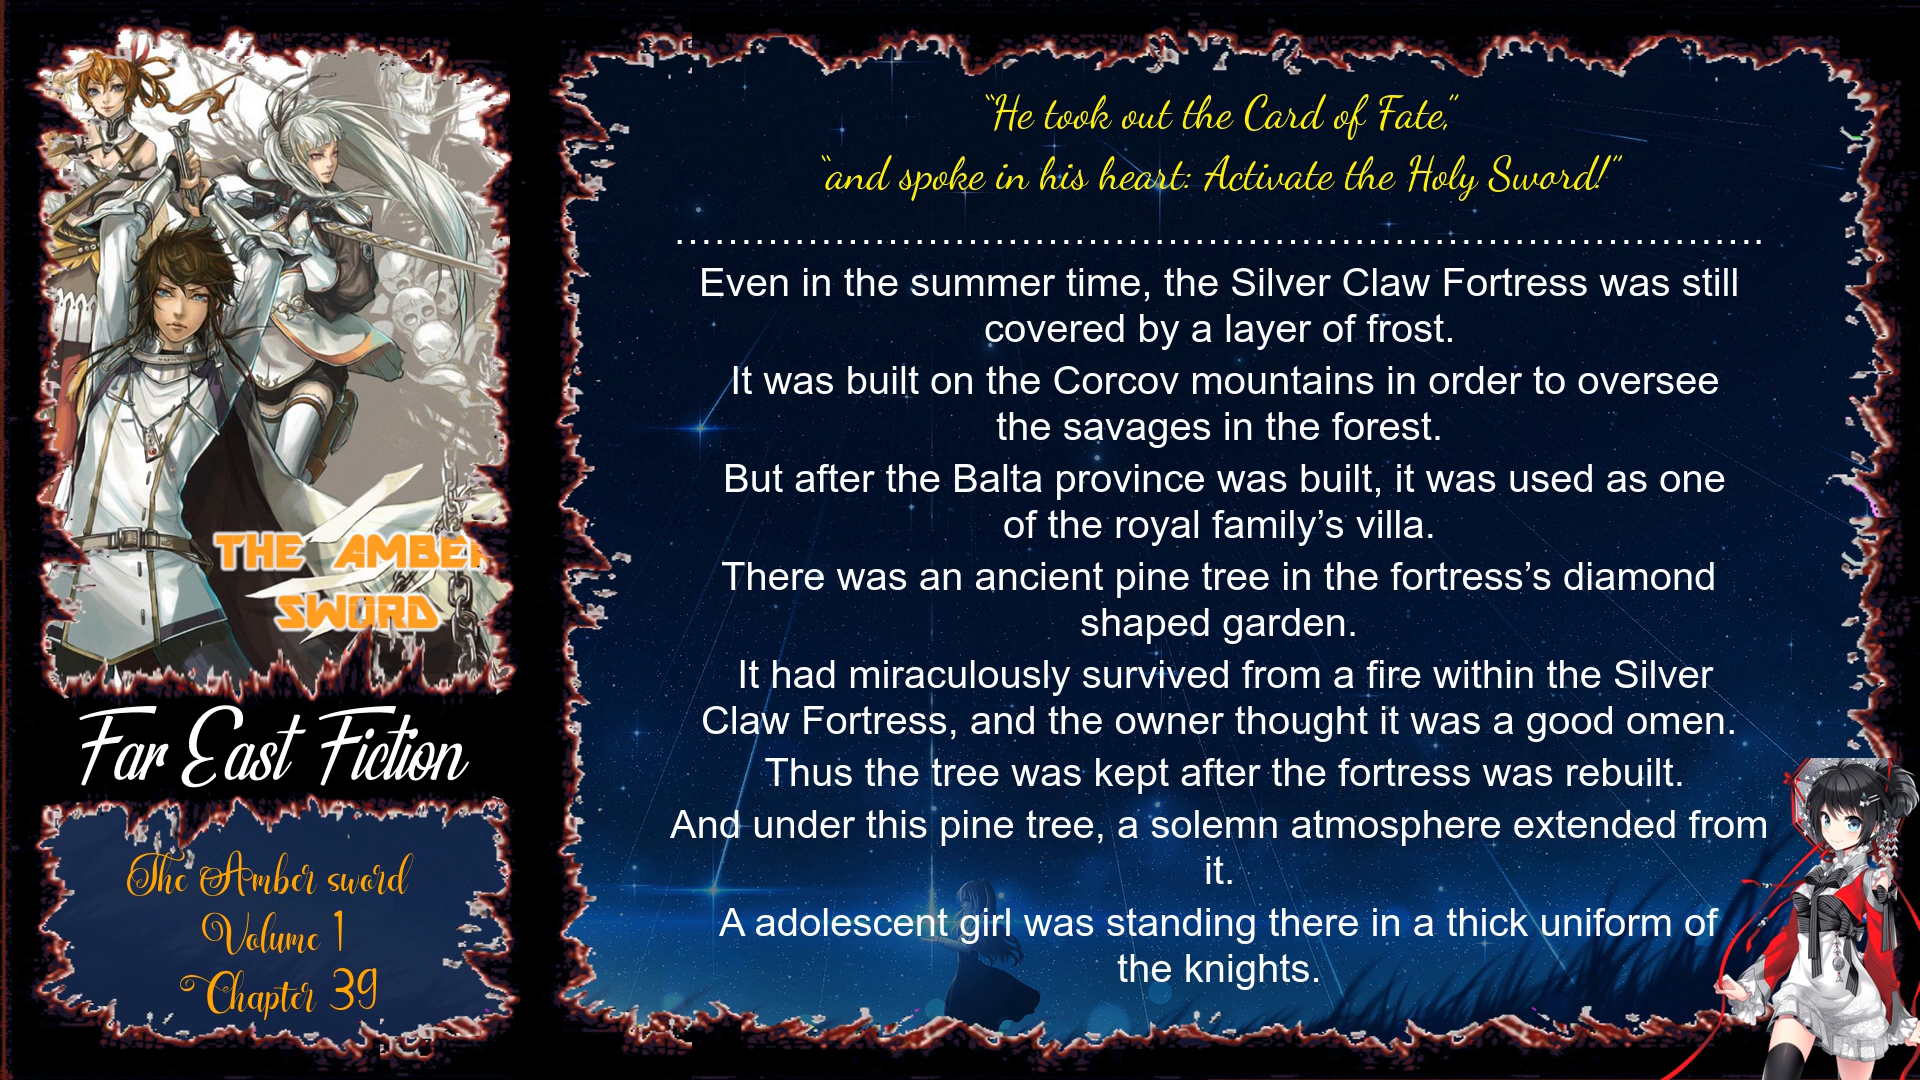 THE AMBER
SWORD
Far East Fiction
The Amber sword
Volume 1
Chapter 39
“He took out the Card of Fate,”
“and spoke in his heart: Activate the Holy Sword!”
...................................................................................
Even in the summer time, the Silver Claw Fortress was still
covered by a layer of frost.
It was built on the Corcov mountains in order to oversee
the savages in the forest.
But after the Balta province was built, it was used as one
of the royal family’s villa.
There was an ancient pine tree in the fortress’s diamond
shaped garden.
It had miraculously survived from a fire within the Silver
Claw Fortress, and the owner thought it was a good omen.
Thus the tree was kept after the fortress was rebuilt.
And under this pine tree, a solemn atmosphere extended from
it.
A adolescent girl was standing there in a thick uniform of
the knights.